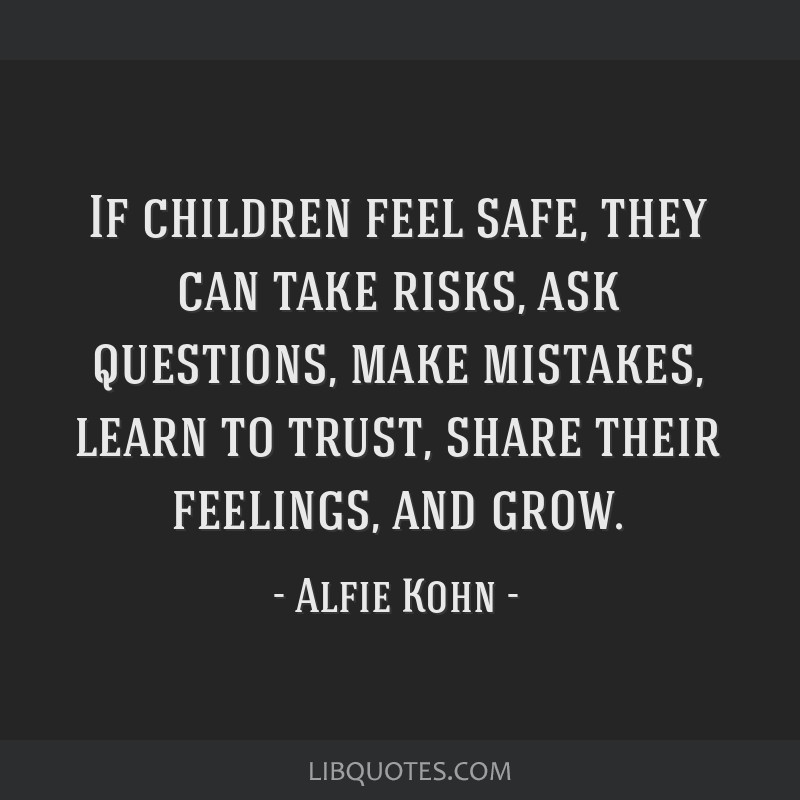 If children feel safe, they
can take risks, ask
questions, make mistakes,
learn to trust, share their
feelings, and grow.
- Alfie Kohn -
LIBQUOTES.COM